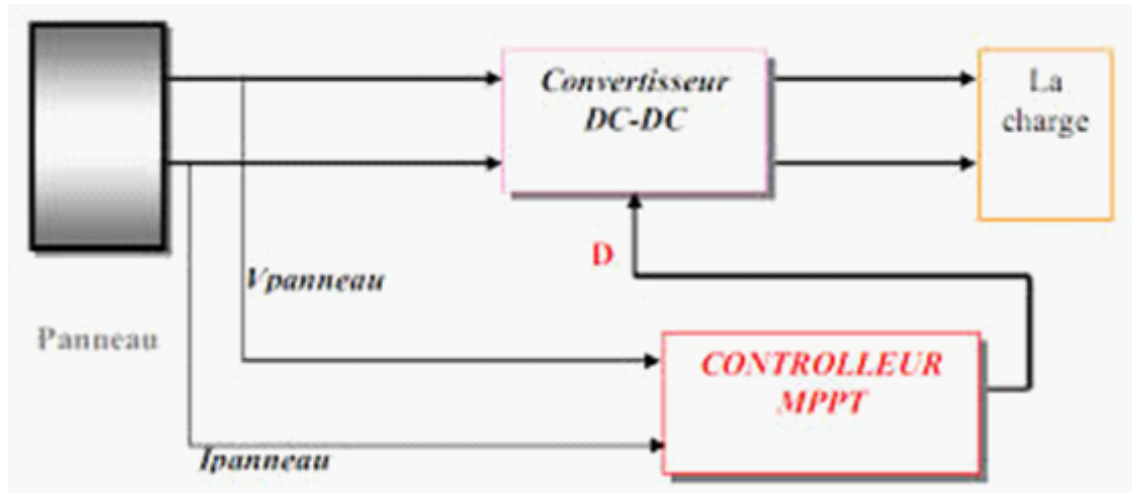 Convertisseur
DC-DC
La
charge
D
Vpanneau
Panneau
CONTROLLEUR
MPPT
Ipanneau